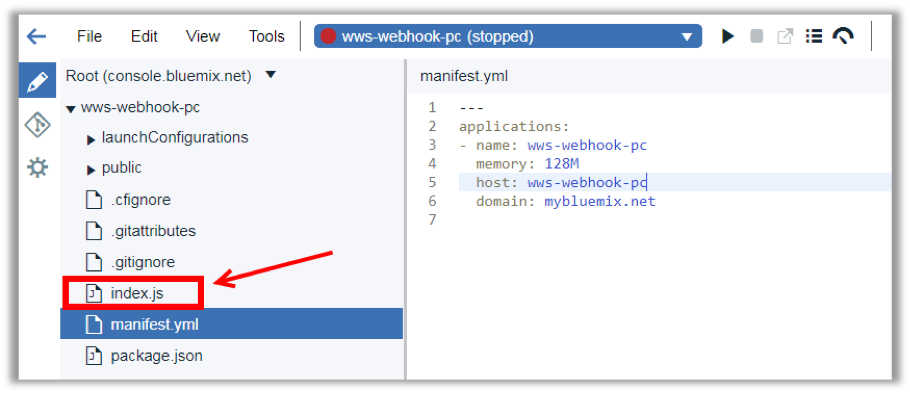 File Edit View Tools wws-webhook-pc (stopped)
Root (console.bluemix.net)
wws-webhook-pc
launchConfigurations
public
.cfignore
.gitattributes
.gitignore
index.js
manifest.yml
package.json
manifest.yml
1 ---
2 applications:
3 - name: wws-webhook-pc
4 memory: 128M
5 host: wws-webhook-pc
6 domain: mybluemix.net
7